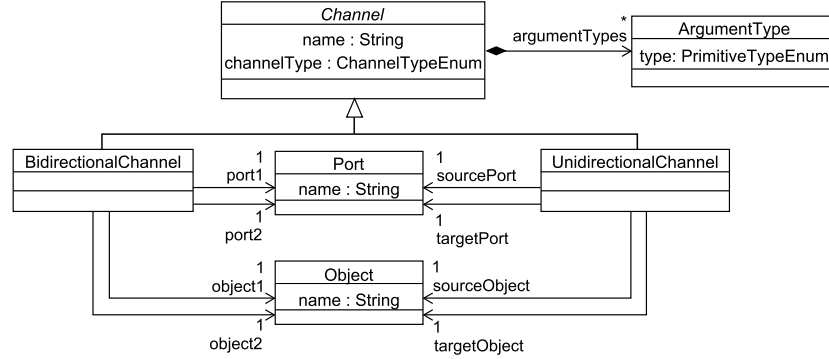 Channel
name : String
channelType : ChannelTypeEnum
*
argumentTypes
ArgumentType
type: PrimitiveTypeEnum
BidirectionalChannel
1
port1
1
port2
Port
name : String
1
sourcePort
1
targetPort
UnidirectionalChannel
1
object1
1
object2
Object
name : String
1
sourceObject
1
targetObject